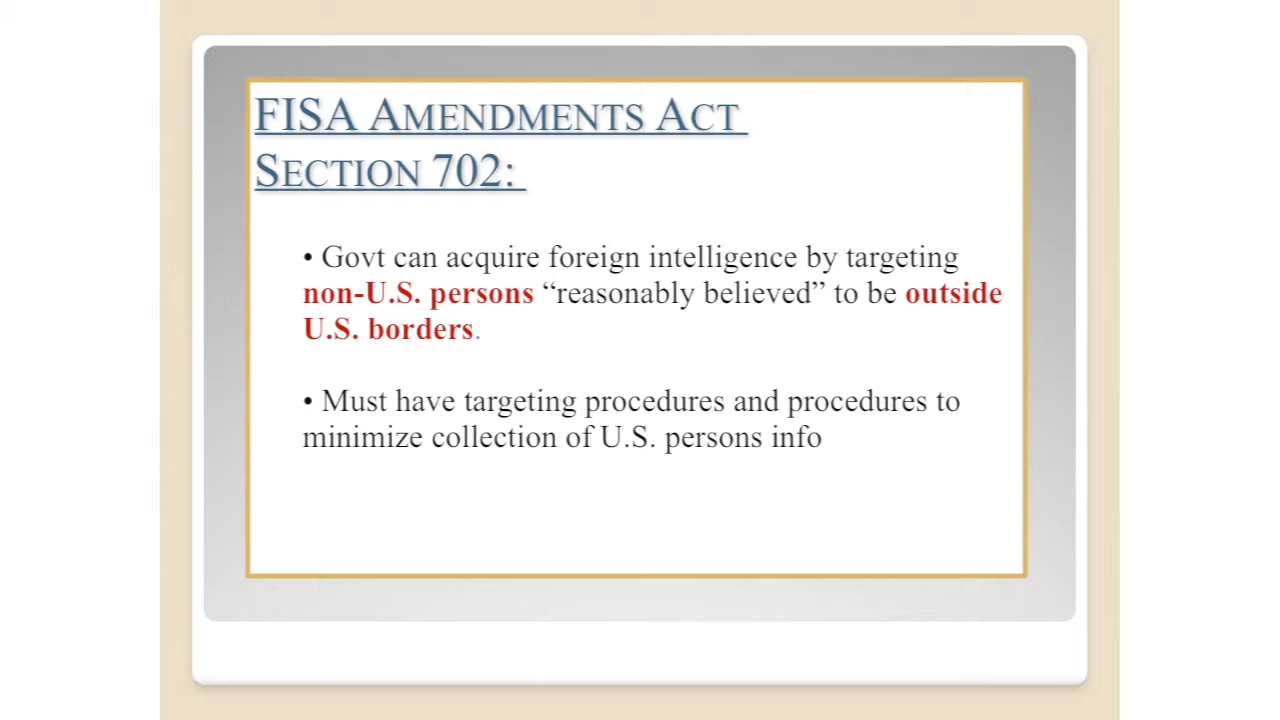 FISA AMENDMENTS ACT
SECTION 702:
• Govt can acquire foreign intelligence by targeting
non-U.S. persons “reasonably believed” to be outside
U.S. borders.
• Must have targeting procedures and procedures to
minimize collection of U.S. persons info